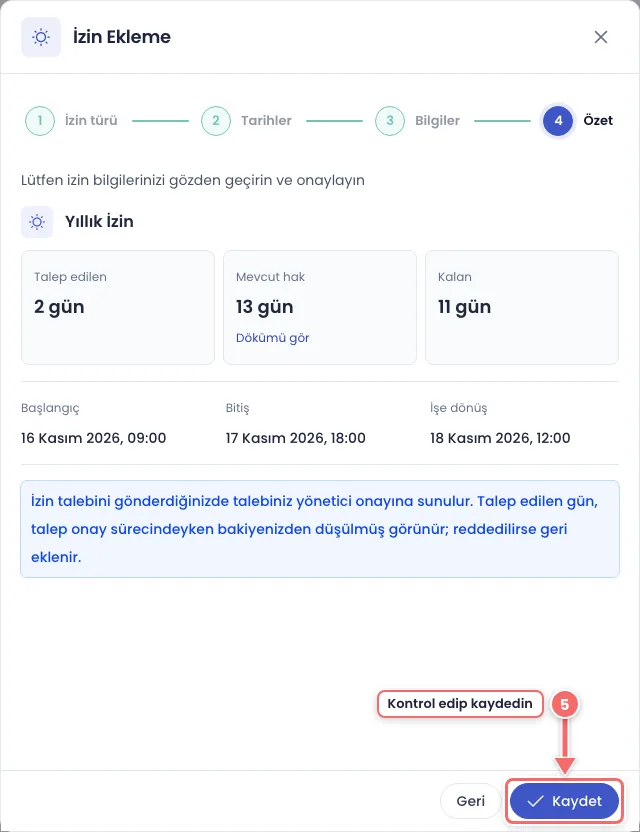 İzin Ekleme
1 İzin türü 2 Tarihler 3 Bilgiler 4 Özet
Lütfen izin bilgilerinizi gözden geçirin ve onaylayın
Yıllık İzin
Talep edilen
2 gün
Mevcut hak
13 gün
Dökümü gör
Kalan
11 gün
Başlangıç
16 Kasım 2026, 09:00
Bitiş
17 Kasım 2026, 18:00
İşe dönüş
18 Kasım 2026, 12:00
İzin talebini gönderdiğinizde talebiniz yönetici onayına sunulur. Talep edilen gün,
talep onay sürecindeyken bakiyenizden düşülmüş görünür; reddedilirse geri
eklenir.
Kontrol edip kaydedin 5
Geri Kaydet